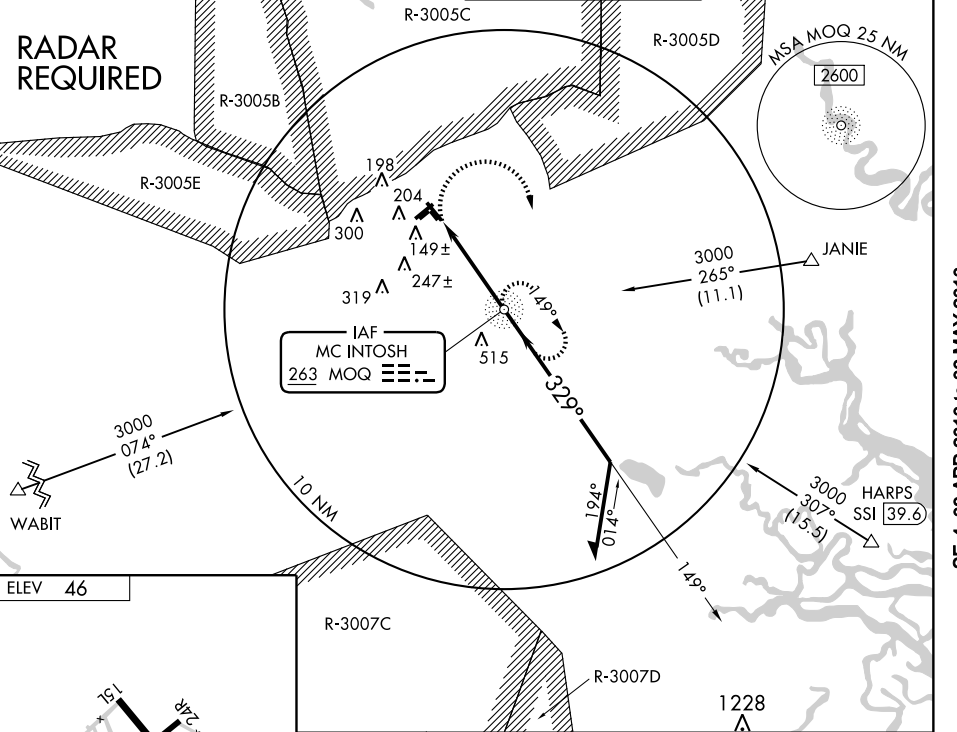 RADAR
REQUIRED
R-3005C
R-3005D
R-3005B
R-3005E
MSA MOQ 25 NM
2600
198
204
300
149±
247±
319
149°
515
3000
265°
(11.1)
JANIE
IAF
MC INTOSH
263 MOQ
329°
3000
074°
(27.2)
WABIT
10 NM
194°
014°
3000
307°
(15.5)
HARPS
SSI 39.6
149°
ELEV 46
R-3007C
R-3007D
1228
15L
24R